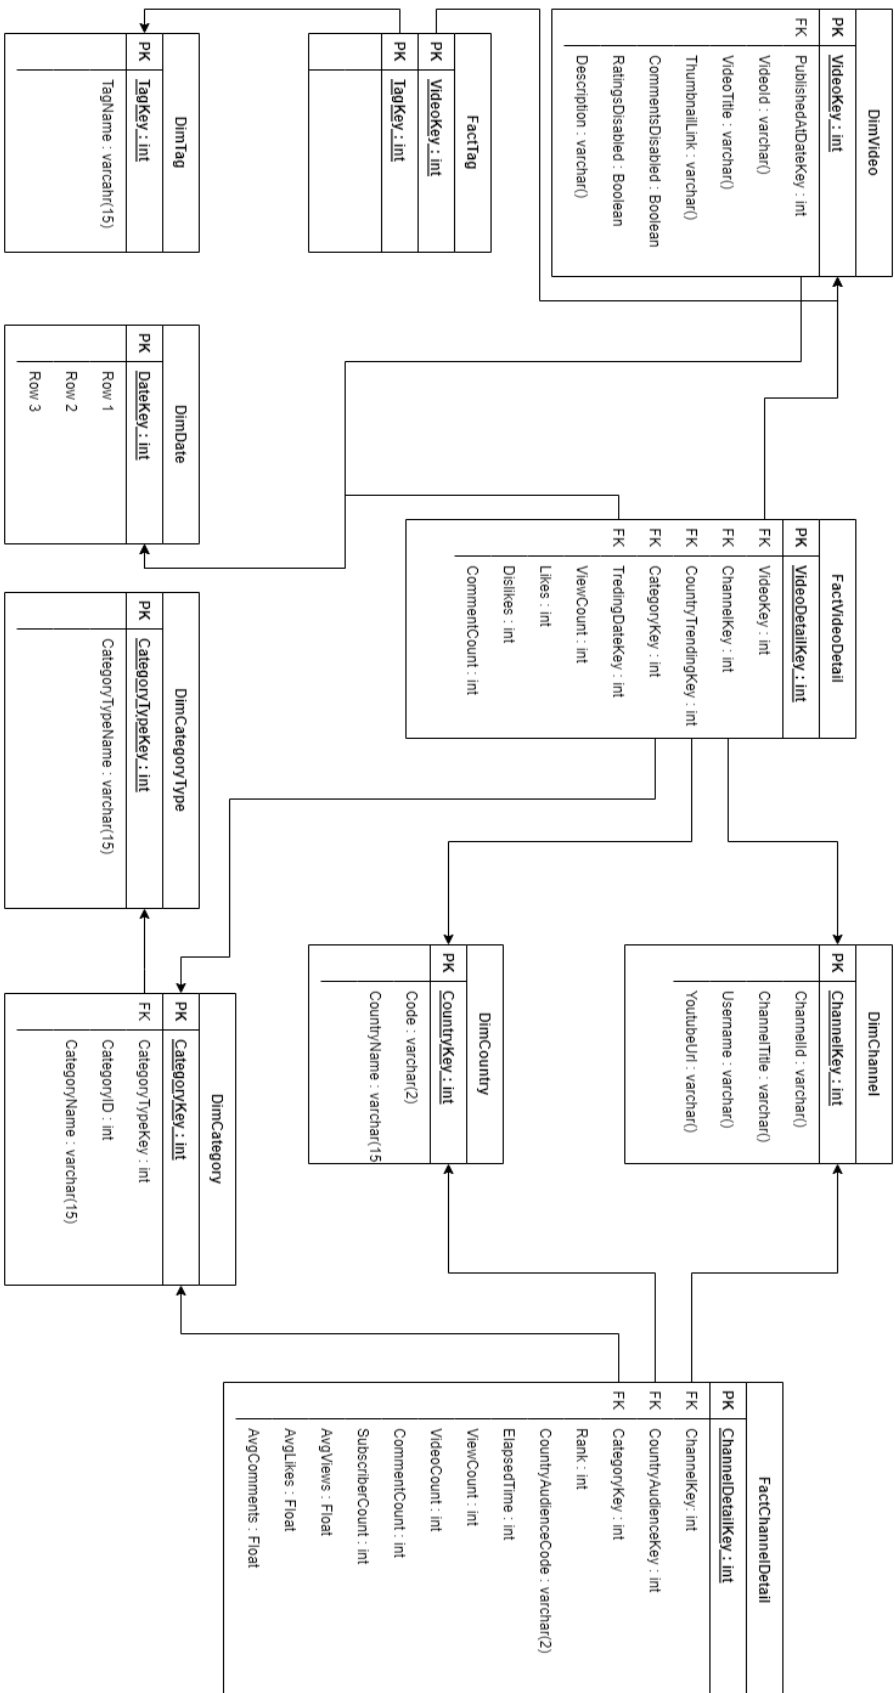 DimVideo
PK VideoKey : int
FK PublishedAtDateKey : int
VideoId : varchar()
VideoTitle : varchar()
ThumbnailLink : varchar()
CommentsDisabled : Boolean
RatingsDisabled : Boolean
Description : varchar()
FactTag
PK VideoKey : int
PK TagKey : int
DimTag
PK TagKey : int
TagName : varcahr(15)
FactVideoDetail
PK VideoDetailKey : int
FK VideoKey : int
FK ChannelKey : int
FK CountryTrendingKey : int
FK CategoryKey : int
FK TredingDateKey : int
ViewCount : int
Likes : int
Dislikes : int
CommentCount : int
DimDate
PK DateKey : int
Row 1
Row 2
Row 3
DimCategoryType
PK CategoryTypeKey : int
CategoryTypeName : varchar(15)
DimChannel
PK ChannelKey : int
ChannelId : varchar()
ChannelTitle : varchar()
Username : varchar()
YoutubeUrl : varchar()
DimCountry
PK CountryKey : int
Code : varchar(2)
CountryName : varchar(15
DimCategory
PK CategoryKey : int
FK CategoryTypeKey : int
CategoryID : int
CategoryName : varchar(15)
FactChannelDetail
PK ChannelDetailKey : int
FK ChannelKey: int
FK CountryAudienceKey : int
FK CategoryKey : int
Rank : int
CountryAudienceCode : varchar(2)
ElapsedTime : int
ViewCount : int
VideoCount : int
CommentCount : int
SubscriberCount : int
AvgViews : Float
AvgLikes : Float
AvgComments : Float